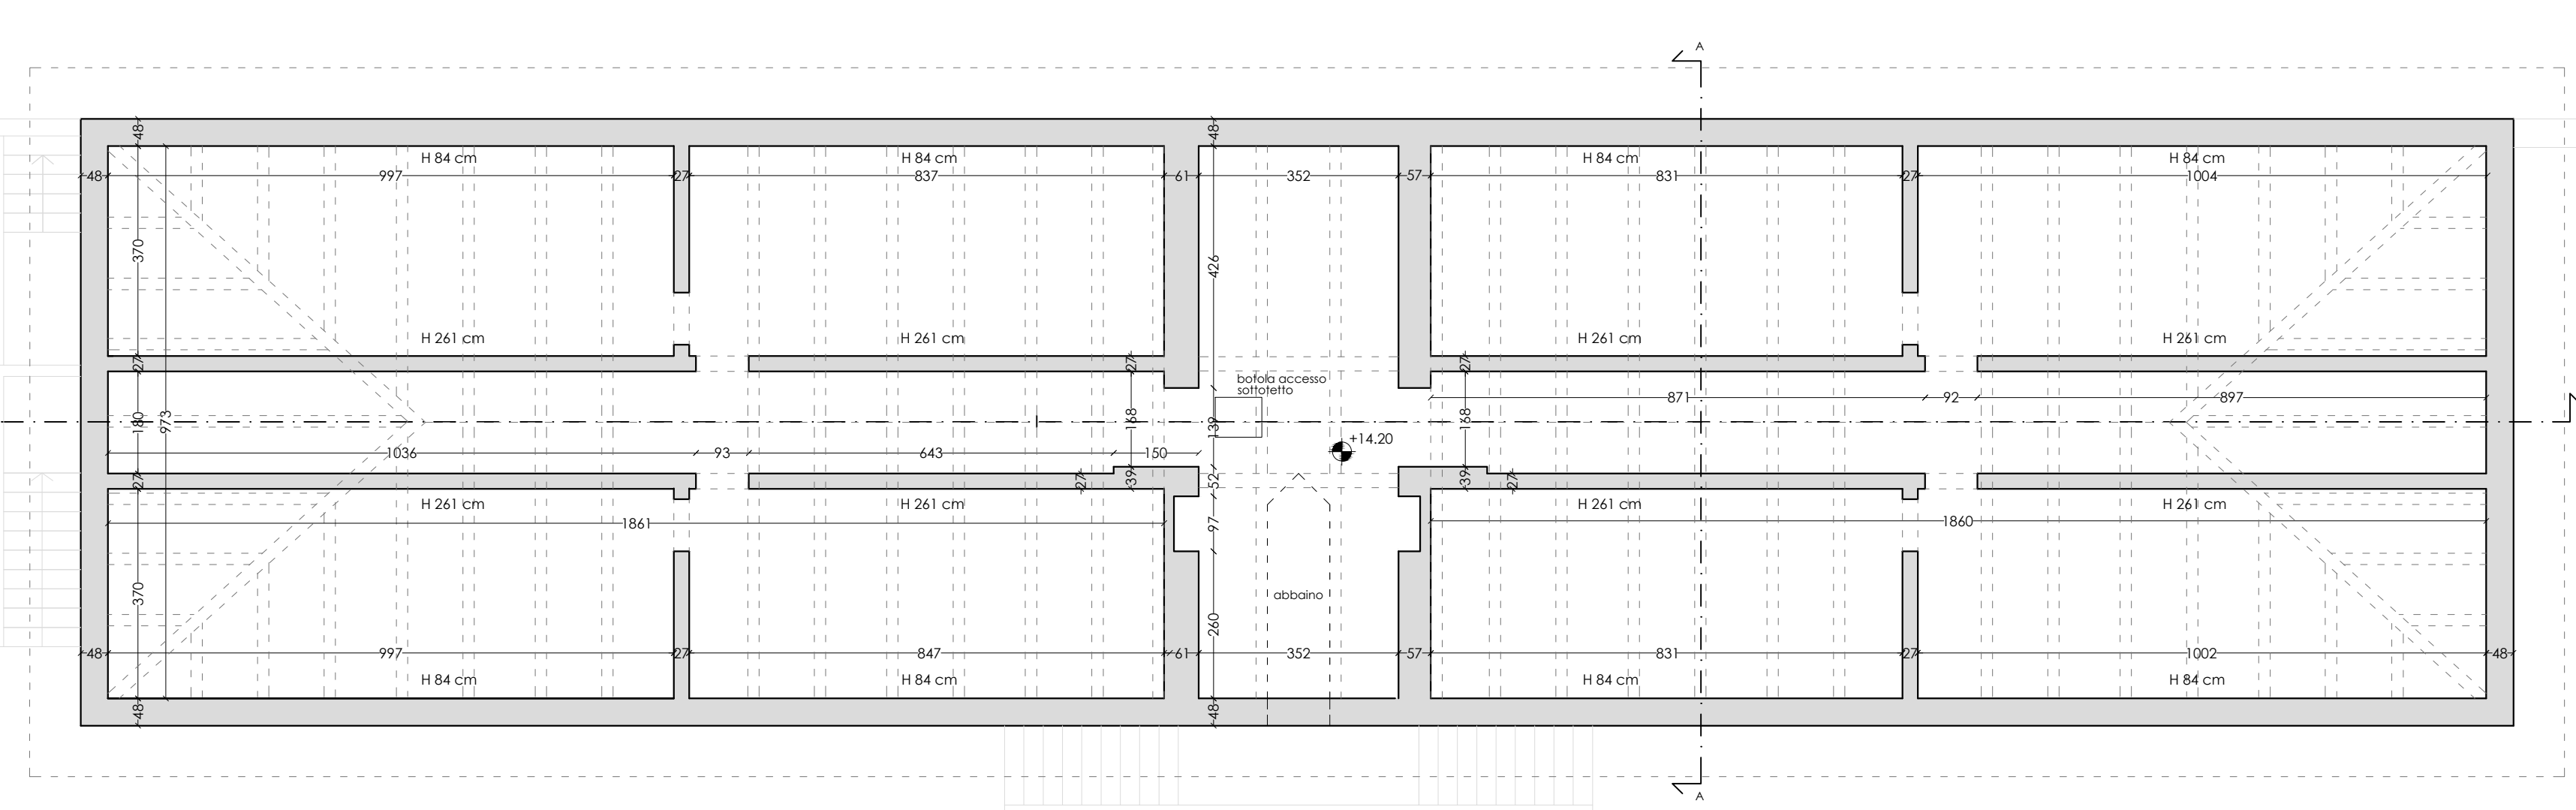 A
48
48
H 84 cm
H 84 cm
H 84 cm
H 84 cm
48
997
27
837
61
352
57
831
27
1004
370
426
H 261 cm
H 261 cm
H 261 cm
H 261 cm
27
27
27
botola accesso
sottotetto
871
92
897
180
973
168
139
168
+14.20
1036
93
643
150
27
27
39
52
39
27
H 261 cm
H 261 cm
H 261 cm
H 261 cm
1861
97
1860
370
abbaino
260
48
997
27
847
61
352
57
831
27
1002
48
H 84 cm
H 84 cm
H 84 cm
H 84 cm
48
48
A